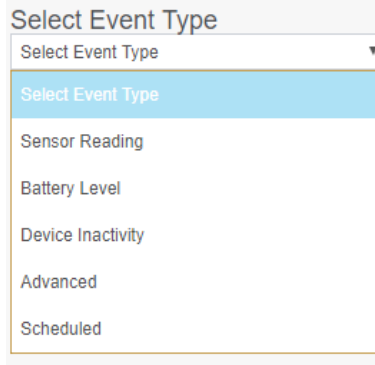 Select Event Type
Select Event Type
Select Event Type
Sensor Reading
Battery Level
Device Inactivity
Advanced
Scheduled